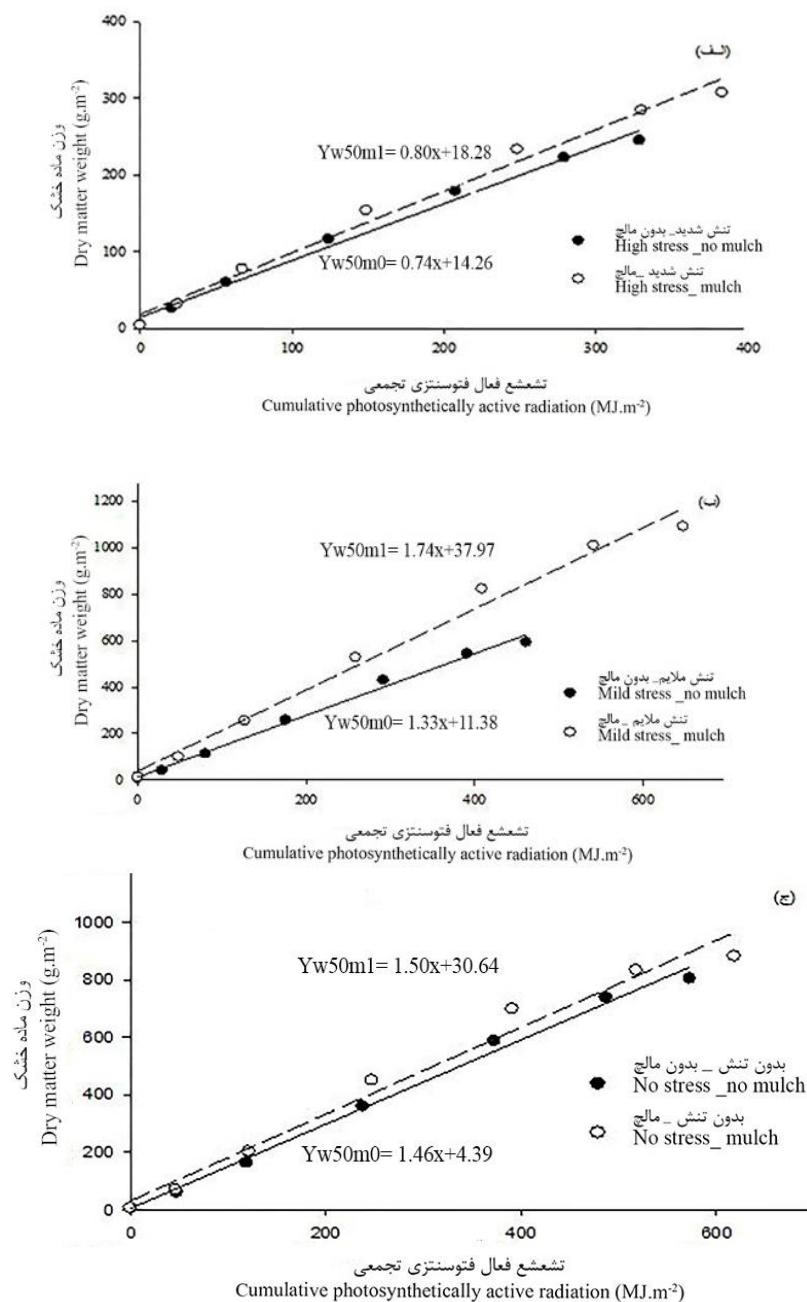 400
300
200
100
0
(الف)
وزن ماده خشک
Dry matter weight (g.m-2)
Yw50m1= 0.80x+18.28
Yw50m0= 0.74x+14.26
تنش شدید_ بدون مالچ
High stress _no mulch
تنش شدید _مالچ
High stress_ mulch
0 100 200 300 400
تشعشع فعال فتوسنتزی تجمعی
Cumulative photosynthetically active radiation (MJ.m-2)
1200
1000
800
600
400
200
0
(ب)
وزن ماده خشک
Dry matter weight (g.m-2)
Yw50m1= 1.74x+37.97
Yw50m0= 1.33x+11.38
تنش ملایم_ بدون مالچ
Mild stress _no mulch
تنش ملایم _ مالچ
Mild stress_ mulch
0 200 400 600
تشعشع فعال فتوسنتزی تجمعی
Cumulative photosynthetically active radiation (MJ.m-2)
1000
800
600
400
200
0
(ج)
وزن ماده خشک
Dry matter weight (g.m-2)
Yw50m1= 1.50x+30.64
Yw50m0= 1.46x+4.39
بدون تنش _ بدون مالچ
No stress _no mulch
بدون تنش _ مالچ
No stress_ mulch
0 200 400 600
تشعشع فعال فتوسنتزی تجمعی
Cumulative photosynthetically active radiation (MJ.m-2)